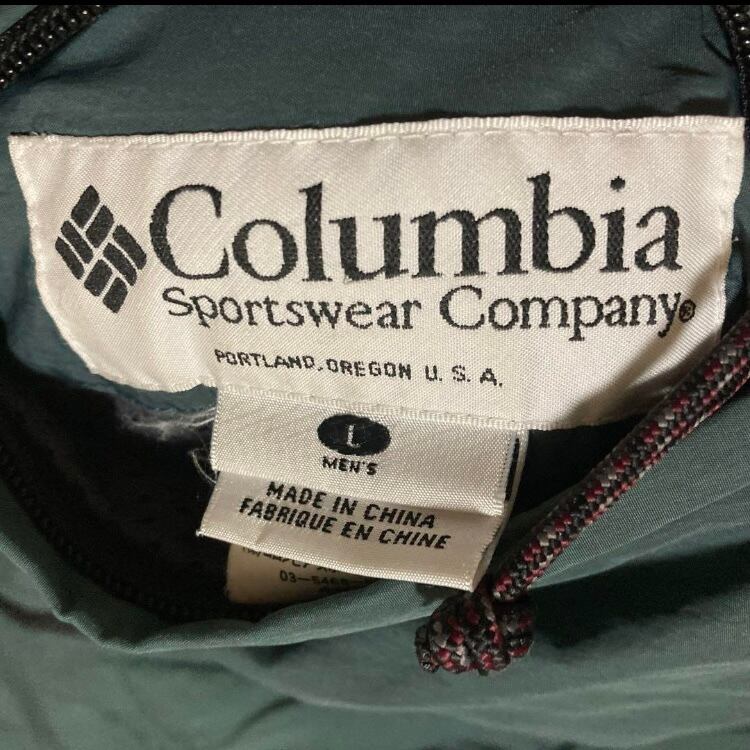 Columbia
Sportswear Company®
PORTLAND, OREGON U.S.A.
L
MEN'S
MADE IN CHINA
FABRIQUE EN CHINE